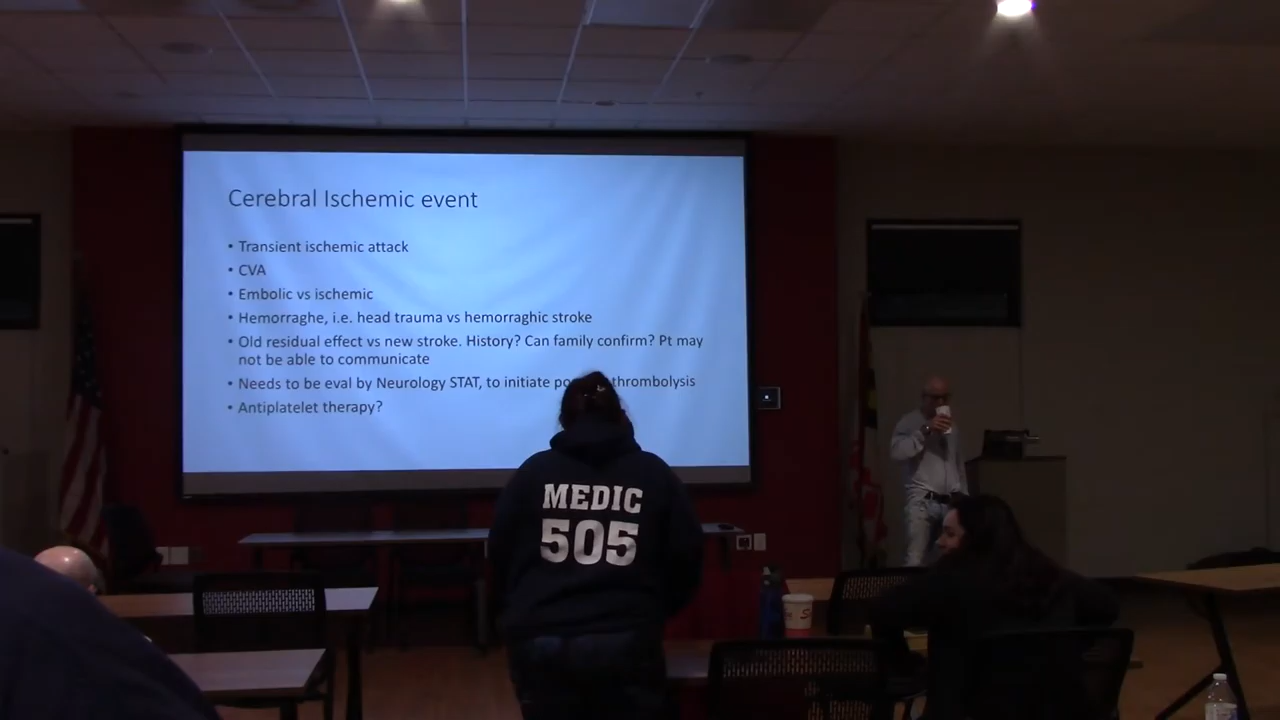 Cerebral Ischemic event
• Transient ischemic attack
• CVA
• Embolic vs ischemic
• Hemorraghe, i.e. head trauma vs hemorraghic stroke
• Old residual effect vs new stroke. History? Can family confirm? Pt may
not be able to communicate
• Needs to be eval by Neurology STAT, to initiate thrombolysis
• Antiplatelet therapy?
MEDIC
505